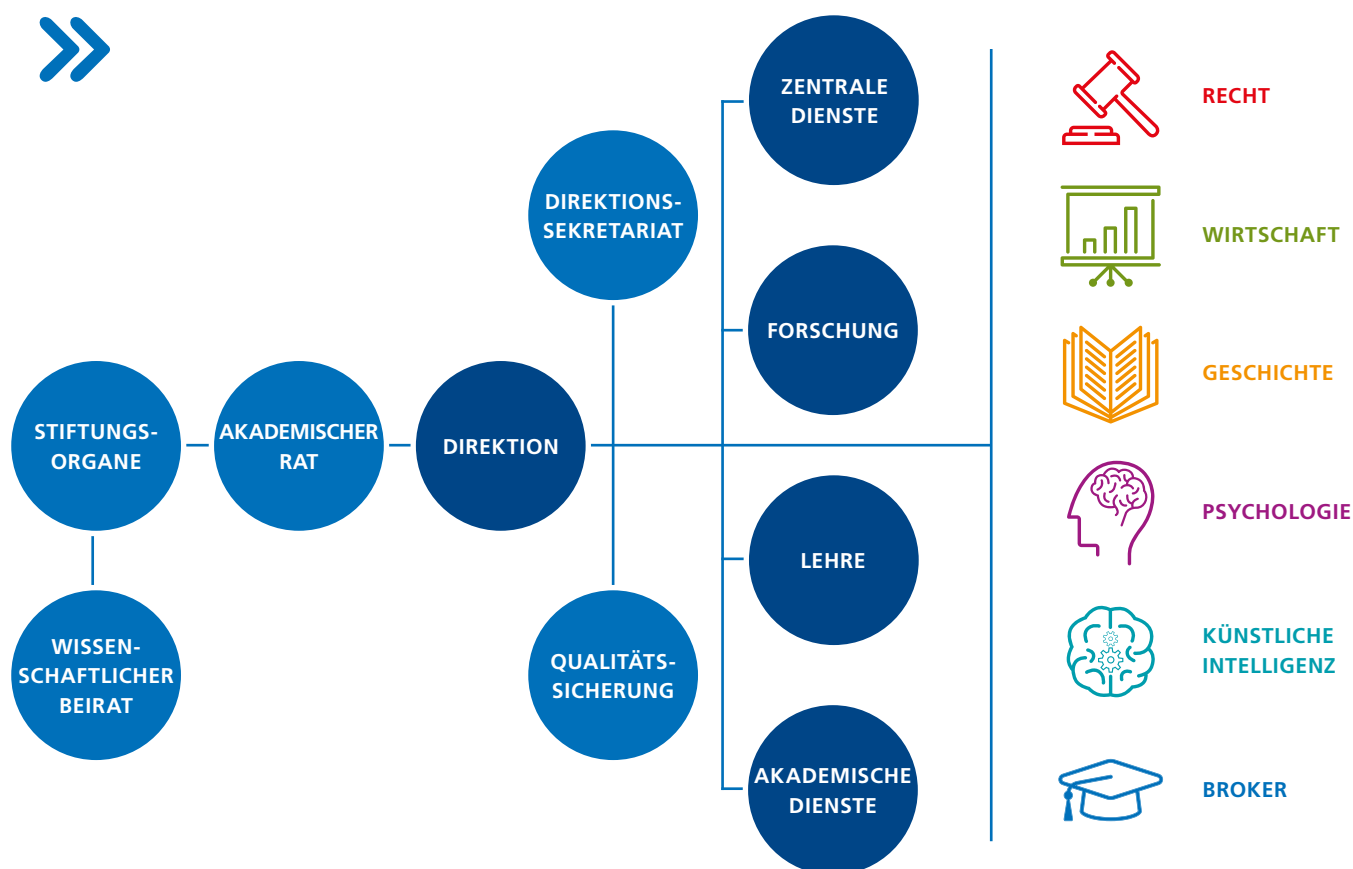 ZENTRALE
DIENSTE
DIREKTIONS-
SEKRETARIAT
FORSCHUNG
STIFTUNGS-
ORGANE
AKADEMISCHER
RAT
DIREKTION
LEHRE
WISSEN-
SCHAFTLICHER
BEIRAT
QUALITÄTS-
SICHERUNG
AKADEMISCHE
DIENSTE
RECHT
WIRTSCHAFT
GESCHICHTE
PSYCHOLOGIE
KÜNSTLICHE
INTELLIGENZ
BROKER